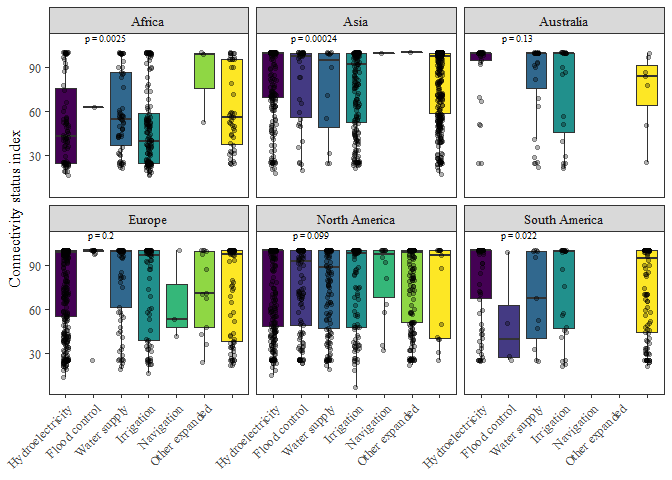 Africa
Asia
Australia
p = 0.0025
p = 0.00024
p = 0.13
90
60
30
Connectivity status index
Europe
North America
South America
p = 0.2
p = 0.099
p = 0.022
90
60
30
Hydroelectricity
Flood control
Water supply
Irrigation
Navigation
Other expanded
Hydroelectricity
Flood control
Water supply
Irrigation
Navigation
Other expanded
Hydroelectricity
Flood control
Water supply
Irrigation
Navigation
Other expanded